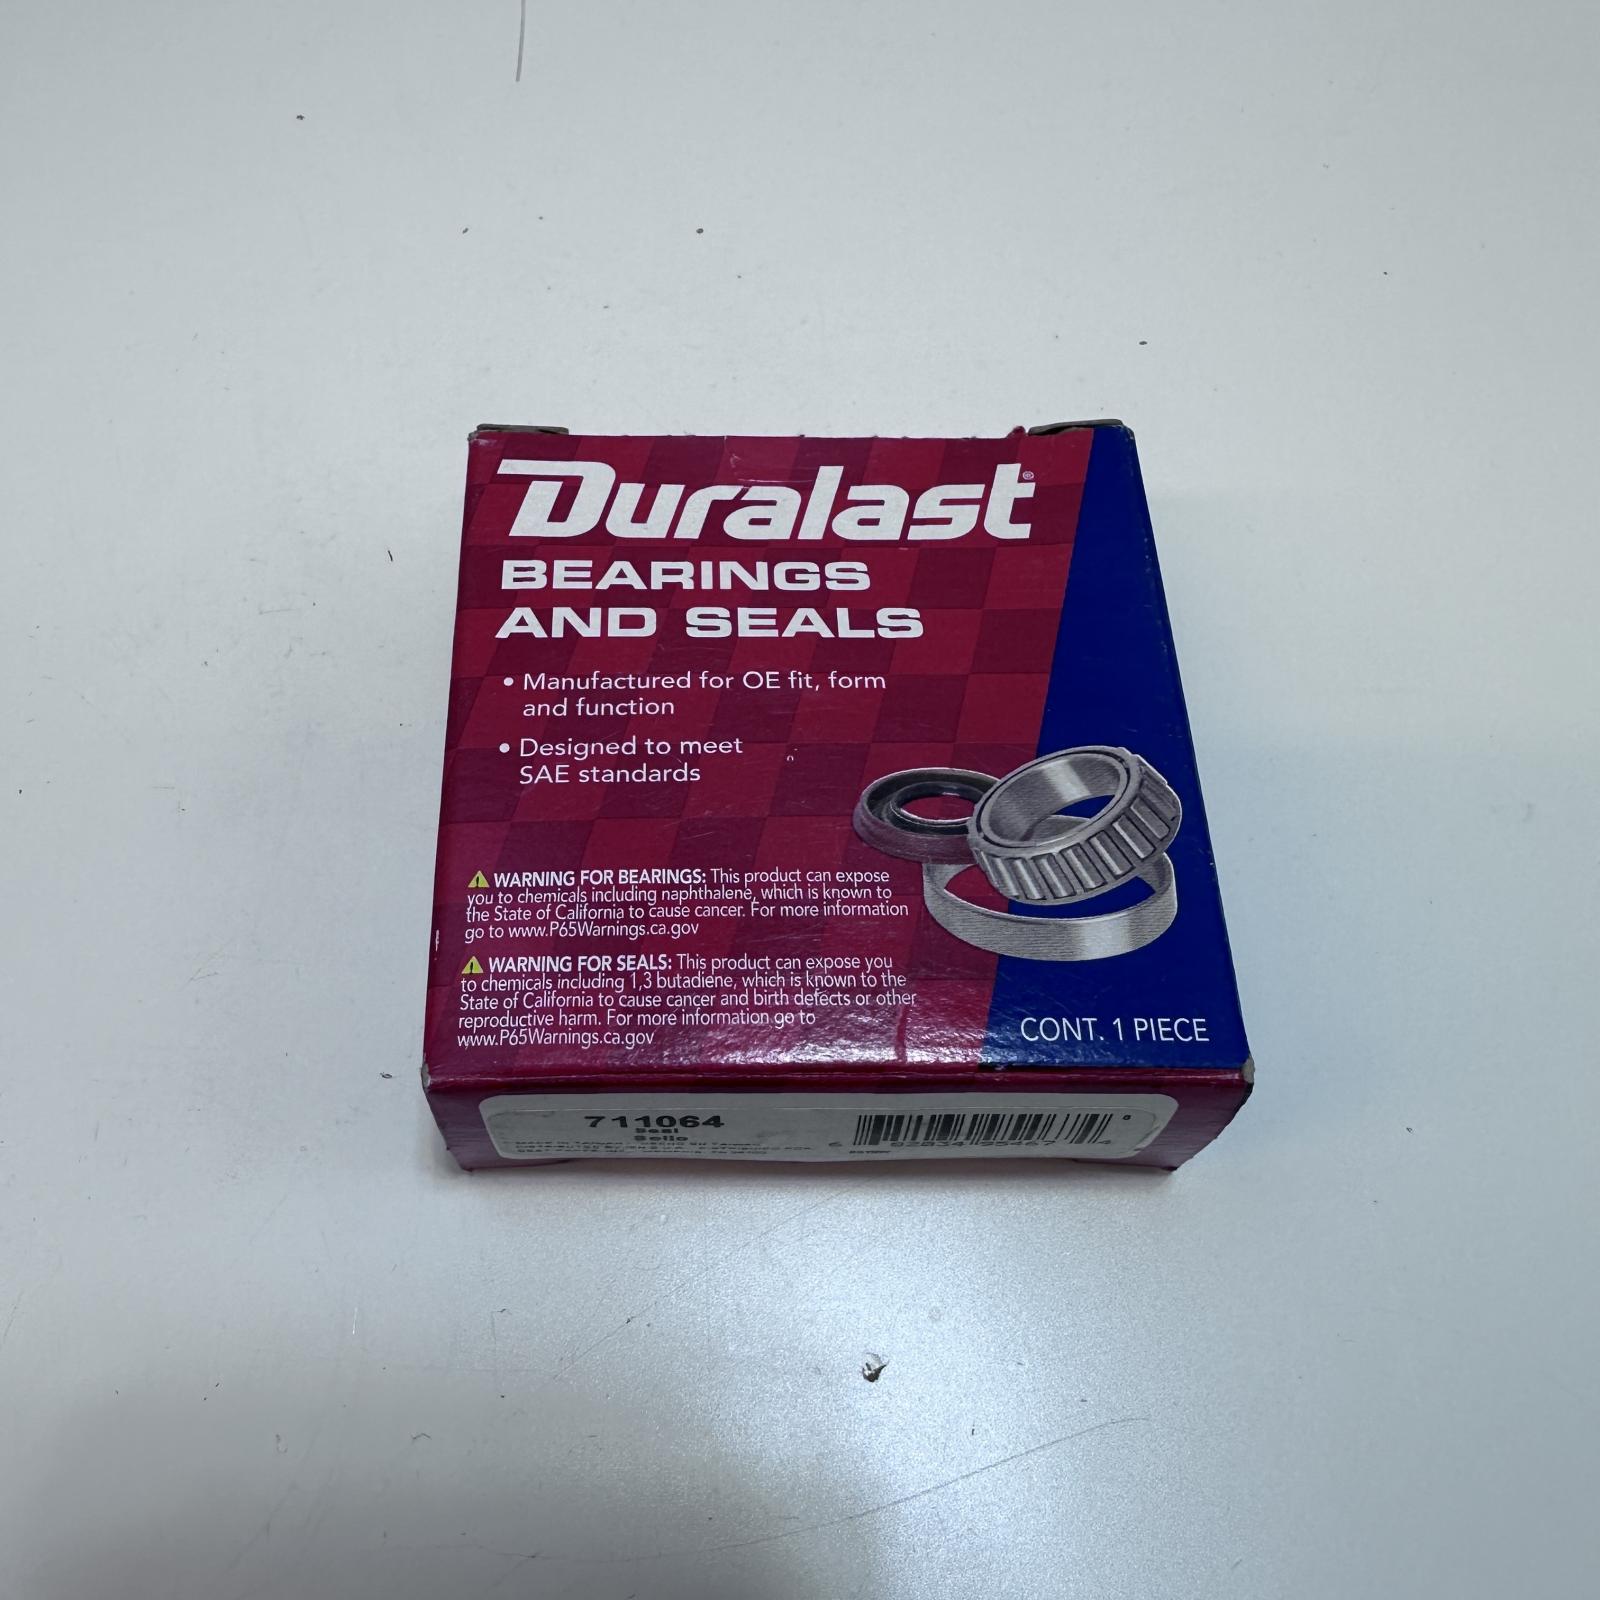 Duralast®
BEARINGS
AND SEALS
• Manufactured for OE fit, form
and function
• Designed to meet
SAE standards
⚠ WARNING FOR BEARINGS: This product can expose
you to chemicals including naphthalene, which is known to
the State of California to cause cancer. For more information
go to www.P65Warnings.ca.gov
⚠ WARNING FOR SEALS: This product can expose you
to chemicals including 1,3 butadiene, which is known to the
State of California to cause cancer and birth defects or other
reproductive harm. For more information go to
www.P65Warnings.ca.gov
CONT. 1 PIECE
711064
Seal
Sello
MADE IN TAIWAN